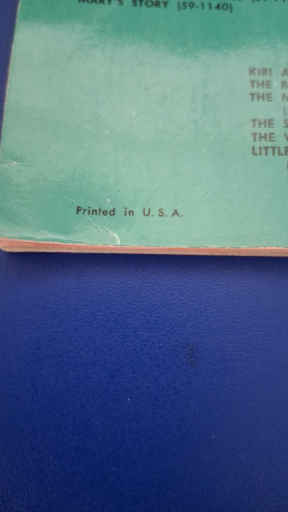 MARY'S STORY (59-1140)
KIRI
THE
THE
THE
THE
LITTLE
Printed in U. S. A.